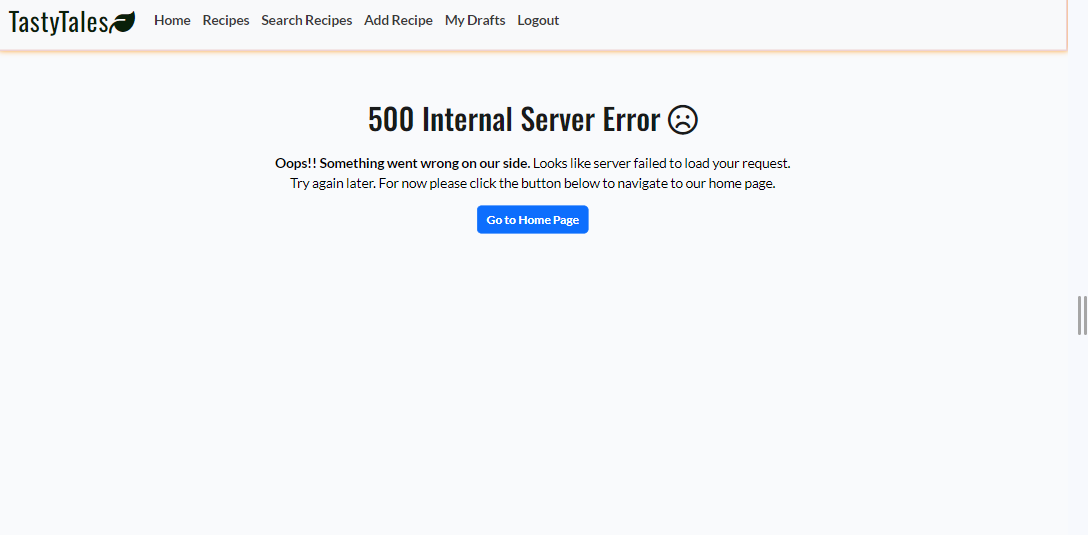 TastyTales
Home Recipes Search Recipes Add Recipe My Drafts Logout
500 Internal Server Error
Oops!! Something went wrong on our side. Looks like server failed to load your request.
Try again later. For now please click the button below to navigate to our home page.
Go to Home Page